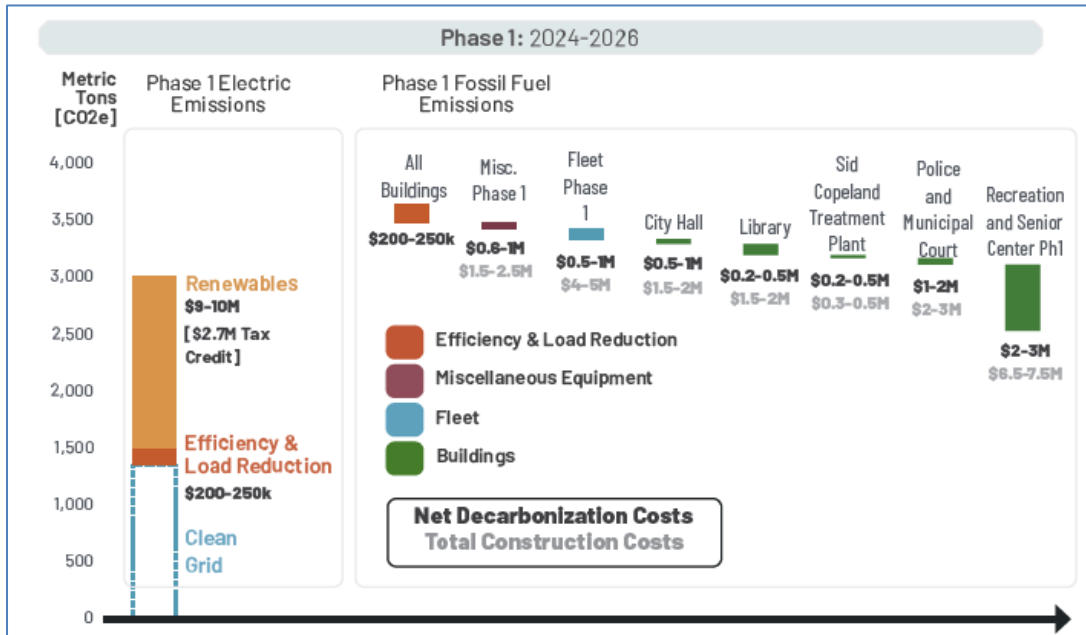 Phase 1: 2024-2026
Metric
Tons
[CO2e]
Phase 1 Electric
Emissions
Phase 1 Fossil Fuel
Emissions
4,000
3,500
3,000
2,500
2,000
1,500
1,000
500
0
Renewables
$9-10M
[$2.7M Tax
Credit]
Efficiency &
Load Reduction
$200-250k
Clean
Grid
All
Buildings
$200-250k
Misc.
Phase 1
$0.6-1M
$1.5-2.5M
Fleet
Phase
1
$0.5-1M
$4-5M
City Hall
$0.5-1M
$1.5-2M
Library
$0.2-0.5M
$1.5-2M
Sid
Copeland
Treatment
Plant
$0.2-0.5M
$0.3-0.5M
Police
and
Municipal
Court
$1-2M
$2-3M
Recreation
and Senior
Center Ph1
$2-3M
$6.5-7.5M
Efficiency & Load Reduction
Miscellaneous Equipment
Fleet
Buildings
Net Decarbonization Costs
Total Construction Costs